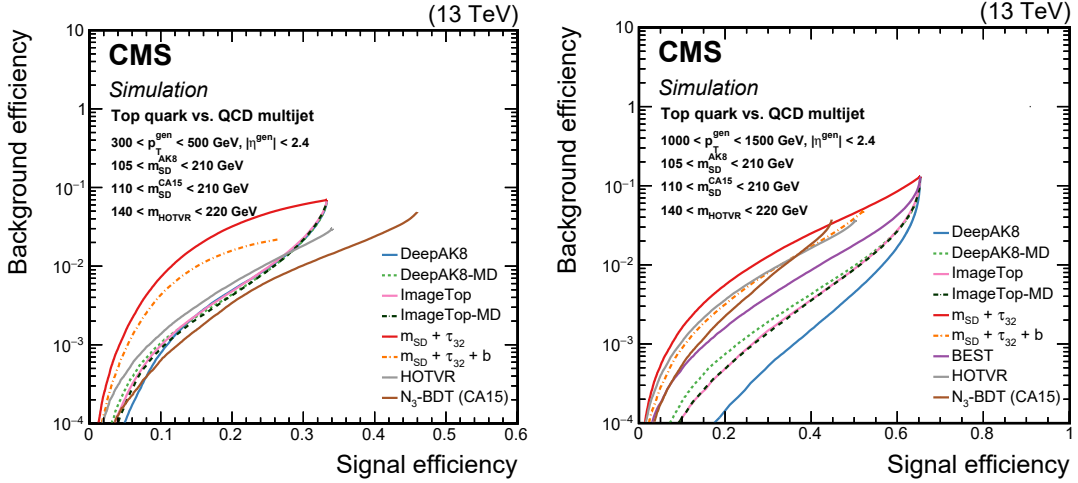 (13 TeV)
Background efficiency
10
1
10⁻¹
10⁻²
10⁻³
10⁻⁴
CMS
Simulation
Top quark vs. QCD multijet
300 < p_T^gen < 500 GeV, |η^gen| < 2.4
105 < m_SD^AK8 < 210 GeV
110 < m_SD^CA15 < 210 GeV
140 < m_HOTVR < 220 GeV
DeepAK8
DeepAK8-MD
ImageTop
ImageTop-MD
m_SD + τ_32
m_SD + τ_32 + b
HOTVR
N_3-BDT (CA15)
0 0.1 0.2 0.3 0.4 0.5 0.6
Signal efficiency
(13 TeV)
Background efficiency
10
1
10⁻¹
10⁻²
10⁻³
10⁻⁴
CMS
Simulation
Top quark vs. QCD multijet
1000 < p_T^gen < 1500 GeV, |η^gen| < 2.4
105 < m_SD^AK8 < 210 GeV
110 < m_SD^CA15 < 210 GeV
140 < m_HOTVR < 220 GeV
DeepAK8
DeepAK8-MD
ImageTop
ImageTop-MD
m_SD + τ_32
m_SD + τ_32 + b
BEST
HOTVR
N_3-BDT (CA15)
0 0.2 0.4 0.6 0.8 1
Signal efficiency